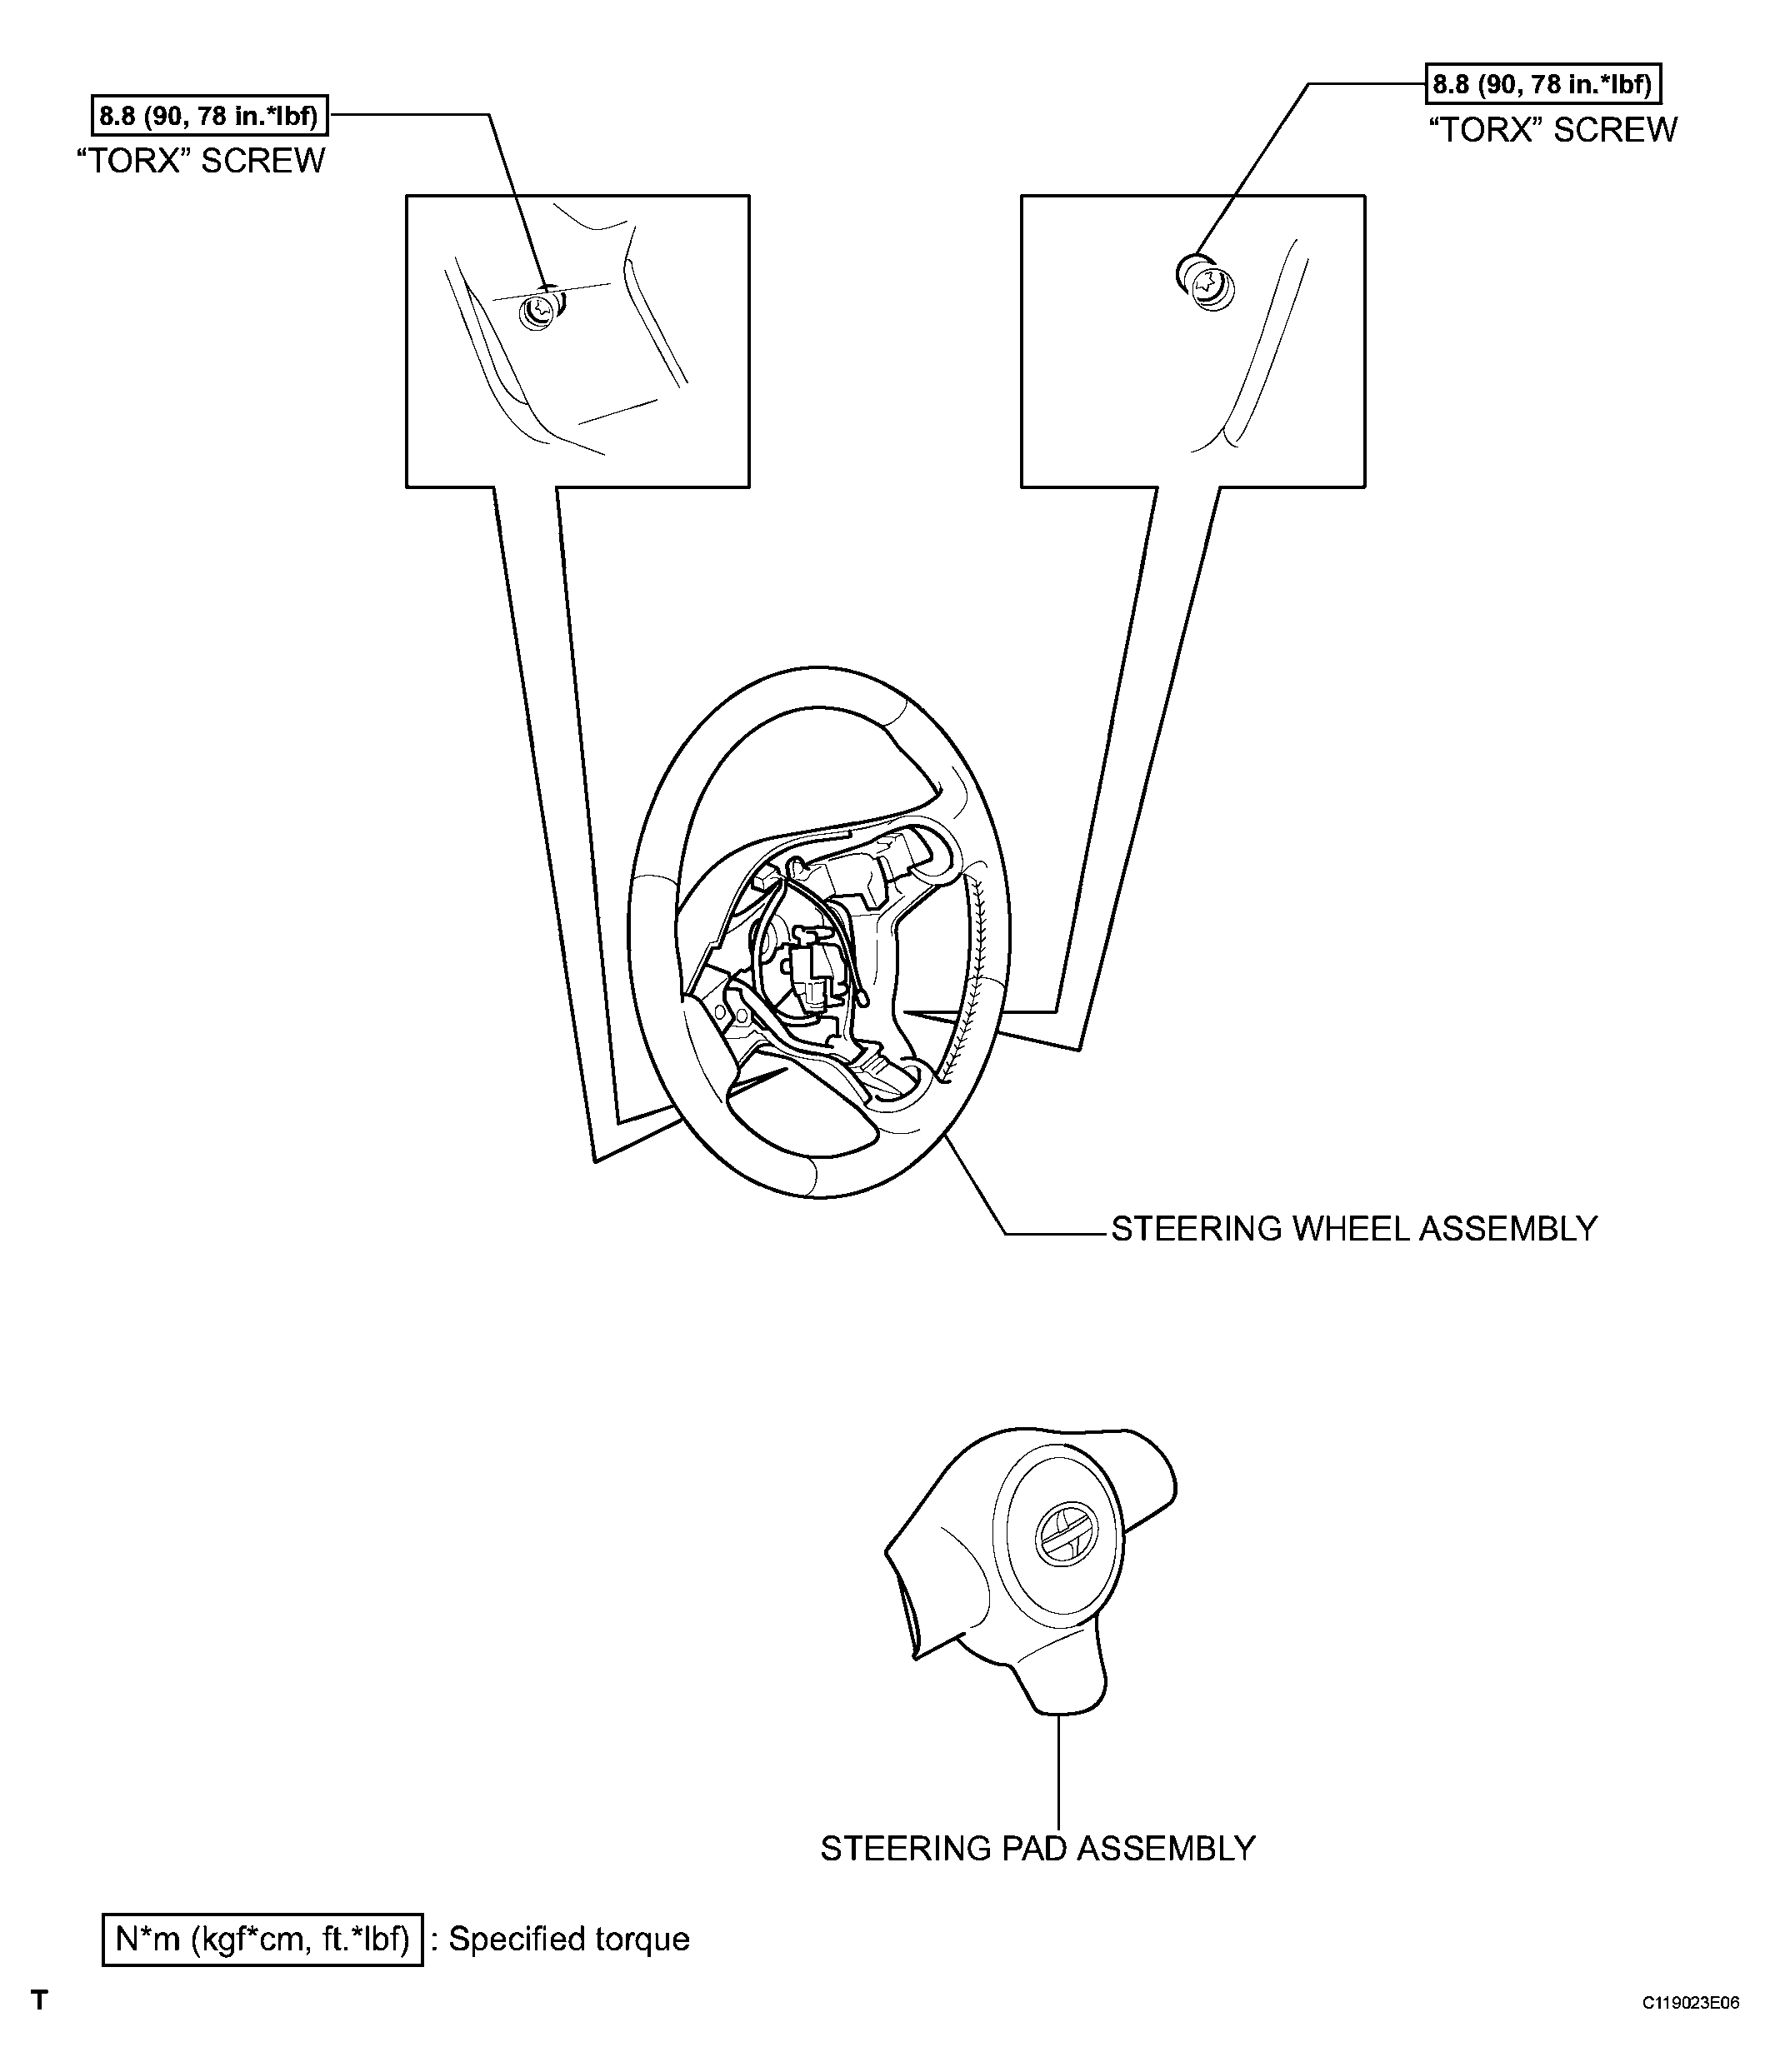 8.8 (90, 78 in.*lbf)
“TORX” SCREW
8.8 (90, 78 in.*lbf)
“TORX” SCREW
STEERING WHEEL ASSEMBLY
STEERING PAD ASSEMBLY
N*m (kgf*cm, ft.*lbf) : Specified torque
T
C119023E06